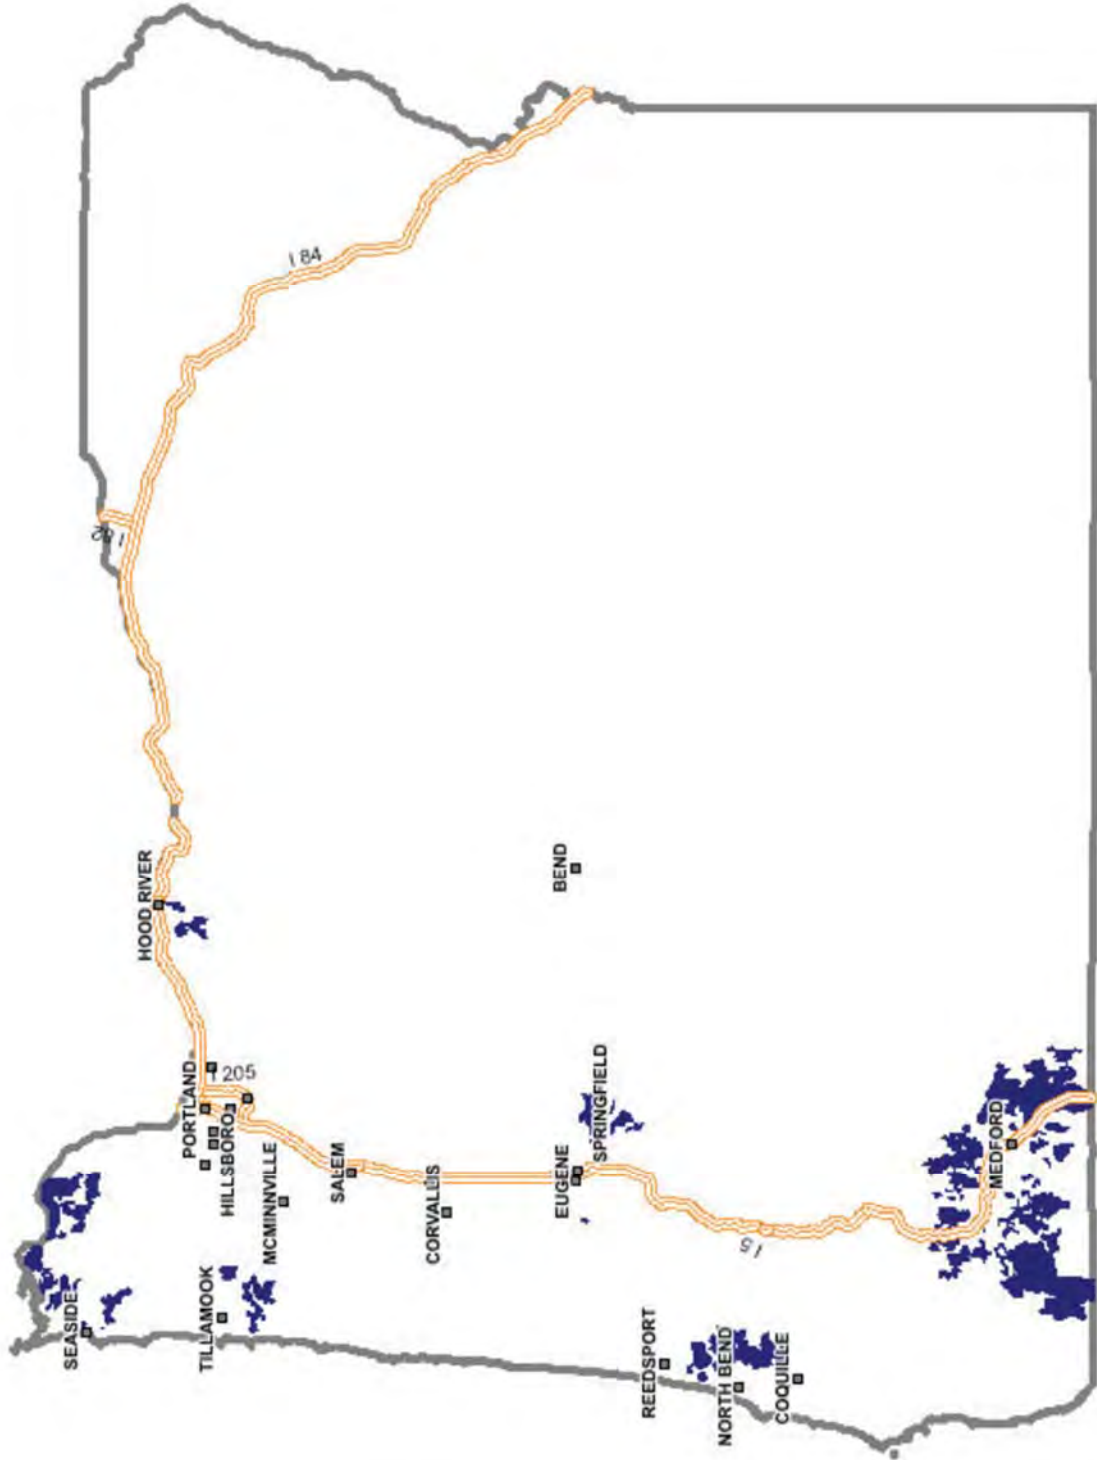 SEASIDE
TILLAMOOK
PORTLAND
HILLSBORO
MCMINNVILLE
SALEM
CORVALLIS
EUGENE
SPRINGFIELD
HOOD RIVER
BEND
REEDSPORT
NORTH BEND
COQUILLE
MEDFORD
I 205
I 84
I 82
I 5